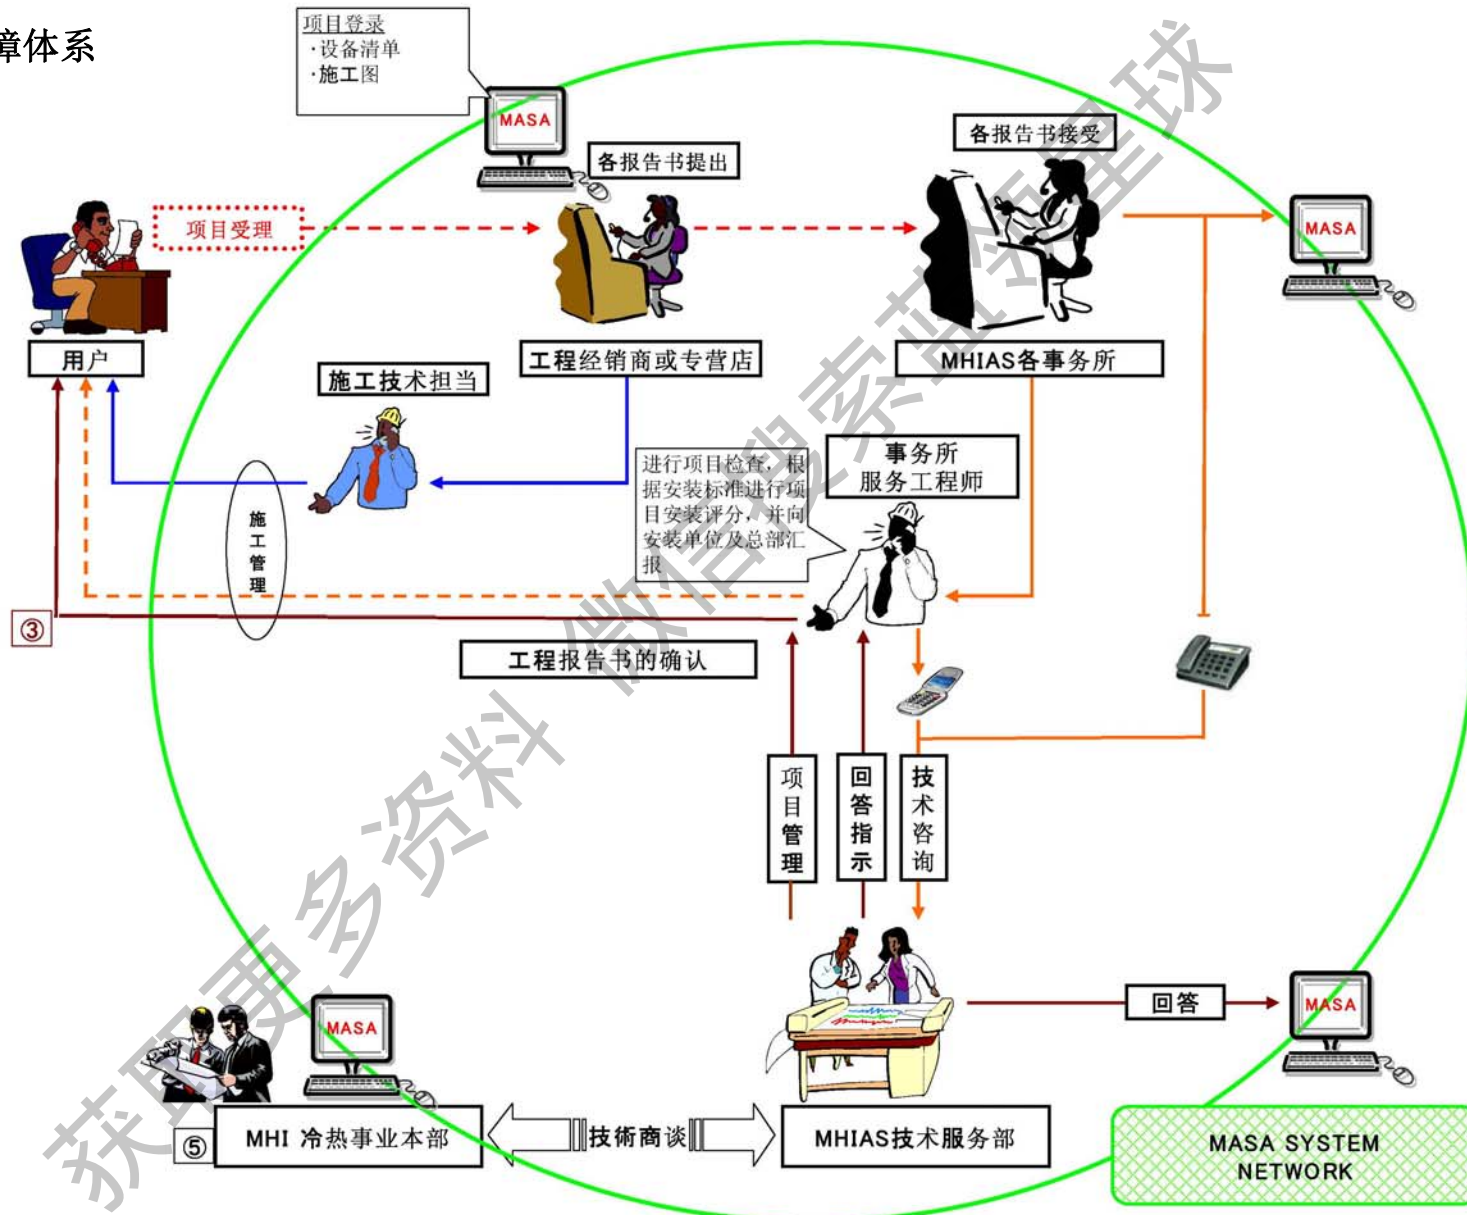 障体系
项目登录
·设备清单
·施工图
MASA
各报告书提出
各报告书接受
MASA
项目受理
用户
工程经销商或专营店
MHIAS各事务所
施工技术担当
进行项目检查，根
据安装标准进行项
目安装评分，并向
安装单位及总部汇
报
事务所
服务工程师
施
工
管
理
③
工程报告书的确认
项
目
管
理
回
答
指
示
技
术
咨
询
回答
MASA
MASA
⑤
MHI 冷热事业本部
技術商谈
MHIAS技术服务部
MASA SYSTEM
NETWORK
获取更多资料 微信搜索蓝领星球